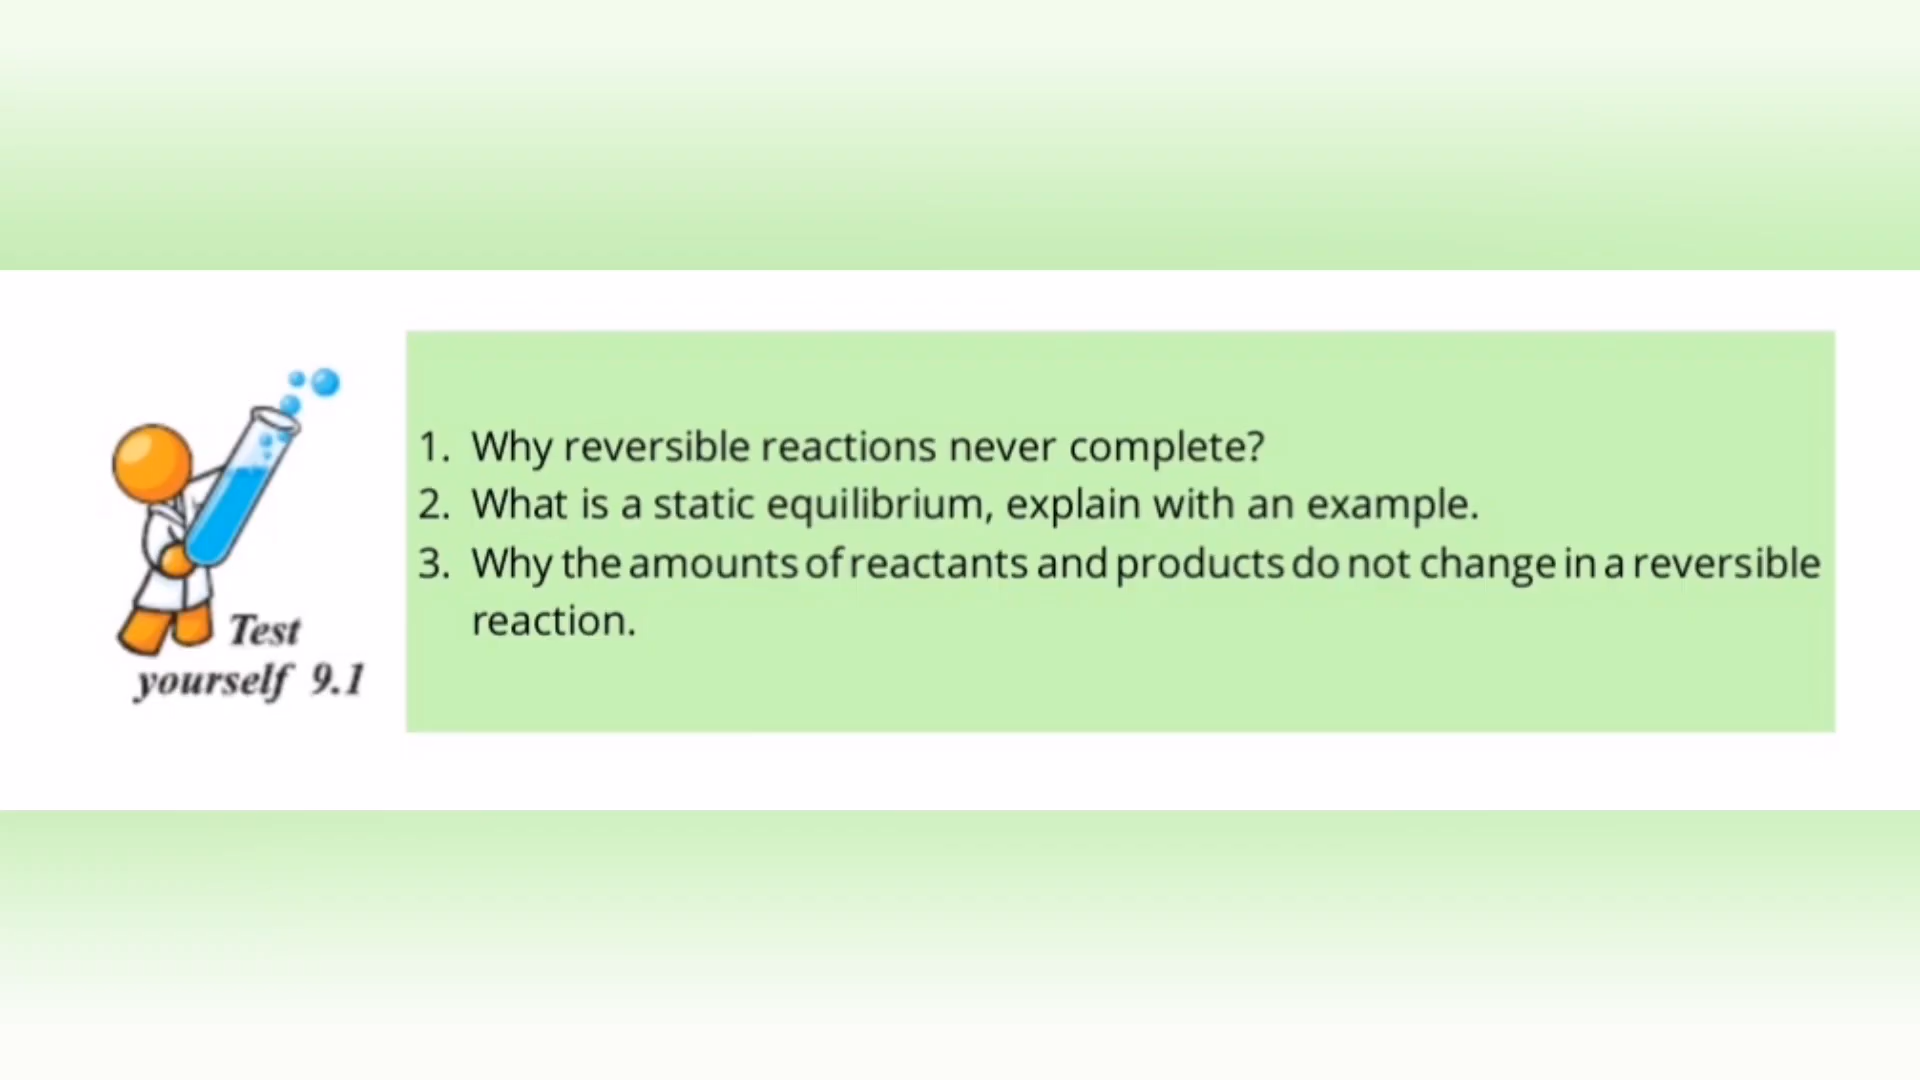 1. Why reversible reactions never complete?
2. What is a static equilibrium, explain with an example.
3. Why the amounts of reactants and products do not change in a reversible
reaction.
Test
yourself 9.1